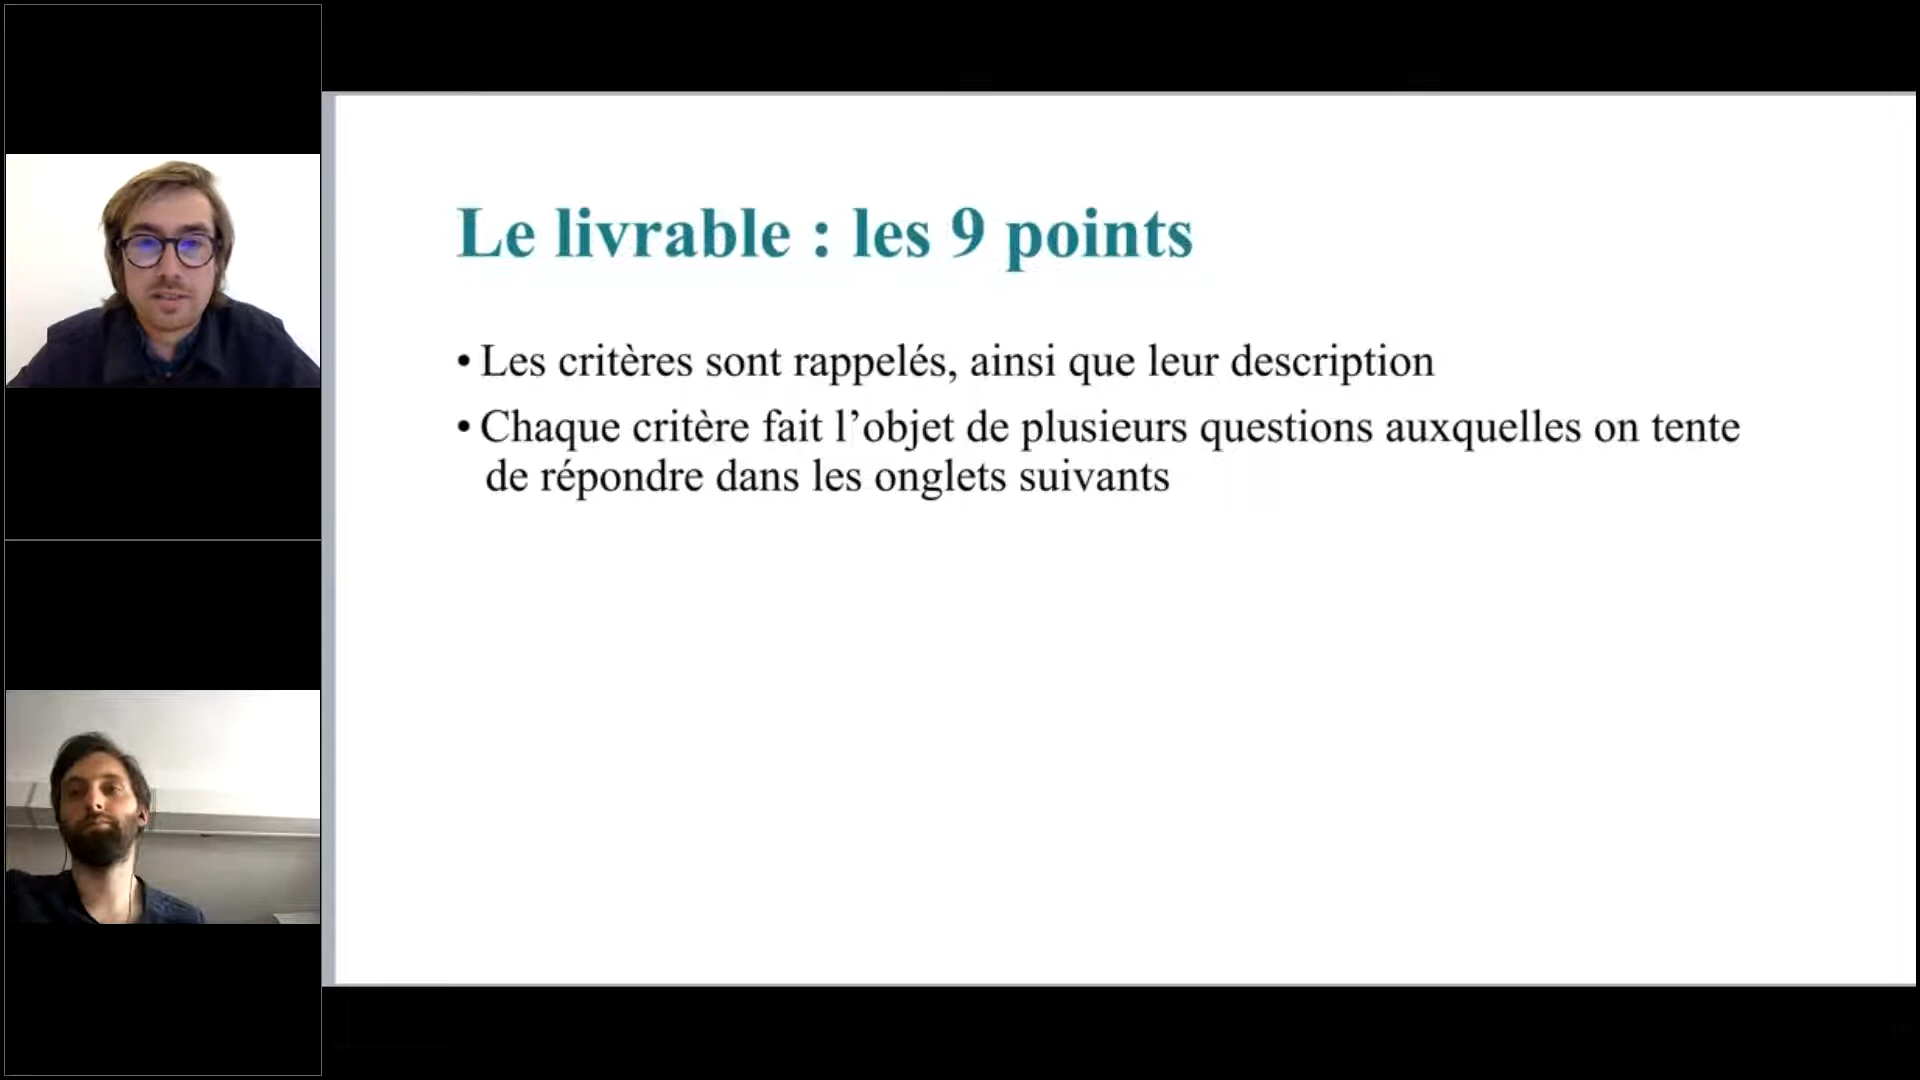 Le livrable : les 9 points
• Les critères sont rappelés, ainsi que leur description
• Chaque critère fait l’objet de plusieurs questions auxquelles on tente
de répondre dans les onglets suivants